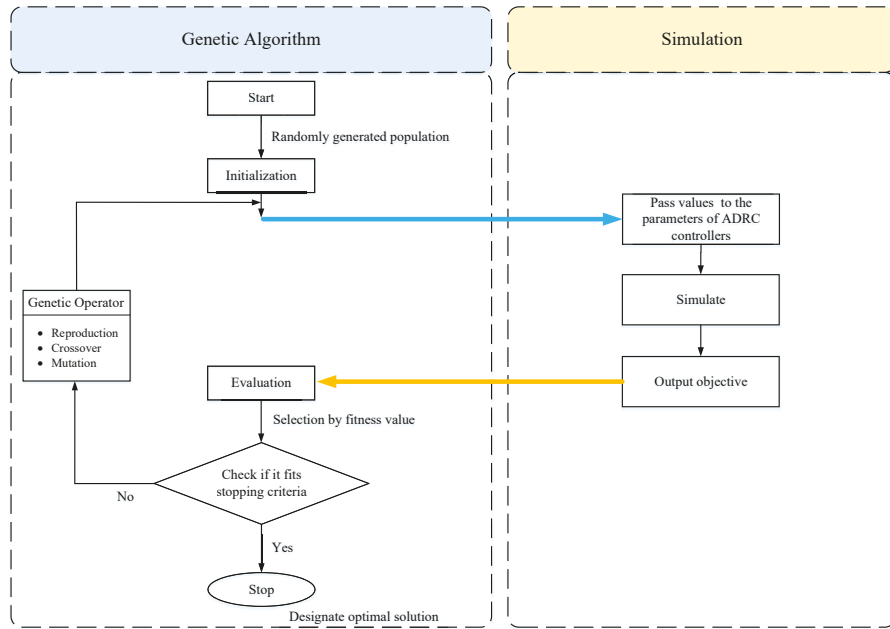 Genetic Algorithm
Simulation
Start
Randomly generated population
Initialization
Pass values to the
parameters of ADRC
controllers
Simulate
Output objective
Genetic Operator
• Reproduction
• Crossover
• Mutation
Evaluation
Selection by fitness value
Check if it fits
stopping criteria
No
Yes
Stop
Designate optimal solution